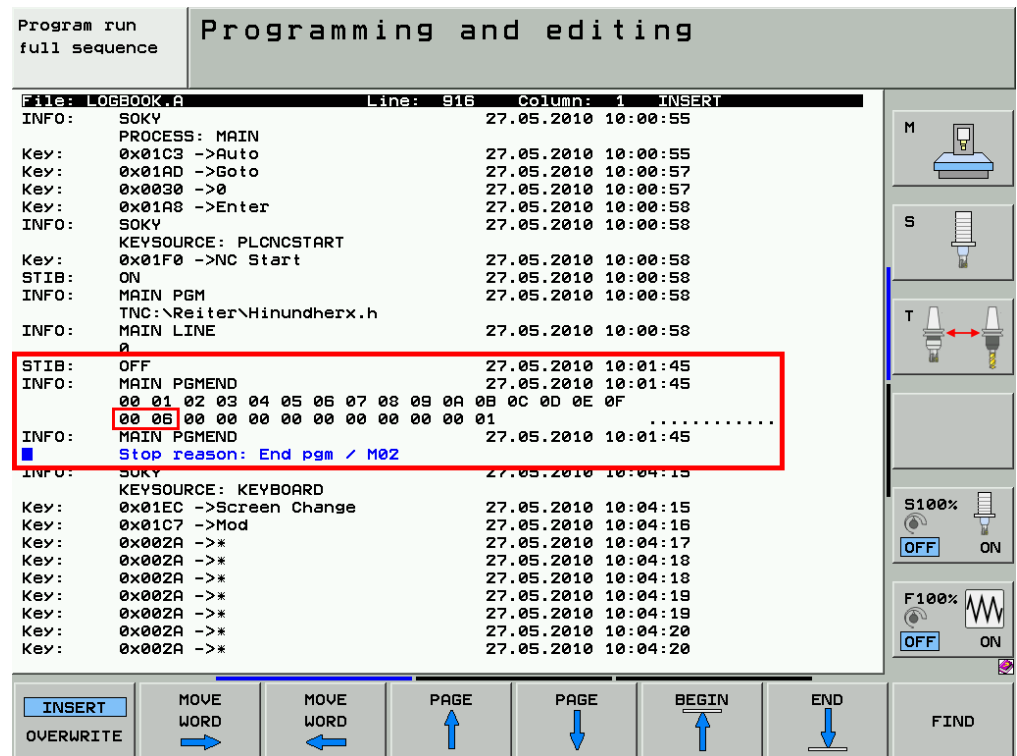 Program run
full sequence
Programming and editing
File: LOGBOOK.A Line: 916 Column: 1 INSERT
INFO: SOKY 27.05.2010 10:00:55
PROCESS: MAIN
Key: 0x01C3 ->Auto 27.05.2010 10:00:55
Key: 0x01AD ->Goto 27.05.2010 10:00:57
Key: 0x0030 ->0 27.05.2010 10:00:57
Key: 0x01A8 ->Enter 27.05.2010 10:00:58
INFO: SOKY 27.05.2010 10:00:58
KEYSOURCE: PLCNCSTART
Key: 0x01F0 ->NC Start 27.05.2010 10:00:58
STIB: ON 27.05.2010 10:00:58
INFO: MAIN PGM 27.05.2010 10:00:58
TNC:\Reiter\Hinundherx.h
INFO: MAIN LINE 27.05.2010 10:00:58
0
STIB: OFF 27.05.2010 10:01:45
INFO: MAIN PGMEND 27.05.2010 10:01:45
00 01 02 03 04 05 06 07 08 09 0A 0B 0C 0D 0E 0F
00 06 00 00 00 00 00 00 00 00 00 01 ............
INFO: MAIN PGMEND 27.05.2010 10:01:45
Stop reason: End pgm / M02
INFO: SOKY 27.05.2010 10:04:15
KEYSOURCE: KEYBOARD
Key: 0x01EC ->Screen Change 27.05.2010 10:04:15
Key: 0x01C7 ->Mod 27.05.2010 10:04:16
Key: 0x002A ->* 27.05.2010 10:04:17
Key: 0x002A ->* 27.05.2010 10:04:18
Key: 0x002A ->* 27.05.2010 10:04:18
Key: 0x002A ->* 27.05.2010 10:04:19
Key: 0x002A ->* 27.05.2010 10:04:19
Key: 0x002A ->* 27.05.2010 10:04:20
Key: 0x002A ->* 27.05.2010 10:04:20
M
S
T
S100%
OFF ON
F100%
OFF ON
INSERT
OVERWRITE
MOVE
WORD
MOVE
WORD
PAGE
PAGE
BEGIN
END
FIND